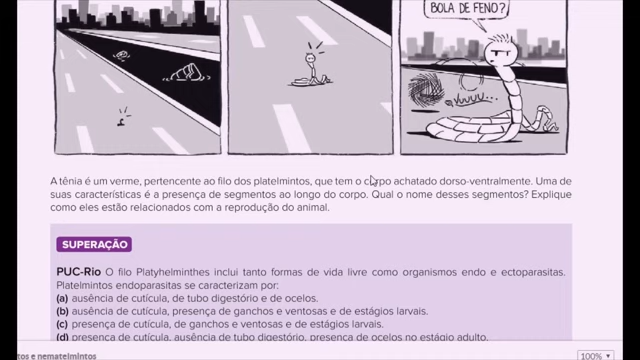 BOLA DE FENO?
VUUU...
A tênia é um verme, pertencente ao filo dos platelmintos, que tem o corpo achatado dorso-ventralmente. Uma de
suas características é a presença de segmentos ao longo do corpo. Qual o nome desses segmentos? Explique
como eles estão relacionados com a reprodução do animal.
SUPERAÇÃO
PUC-Rio O filo Platyhelminthes inclui tanto formas de vida livre como organismos endo e ectoparasitas.
Platelmintos endoparasitas se caracterizam por:
(a) ausência de cutícula, de tubo digestório e de ocelos.
(b) ausência de cutícula, presença de ganchos e ventosas e de estágios larvais.
(c) presença de cutícula, de ganchos e ventosas e de estágios larvais.
(d) presença de cutícula, ausência de tubo digestório, presença de ocelos no estágio adulto.
tos e nematelmintos
100%